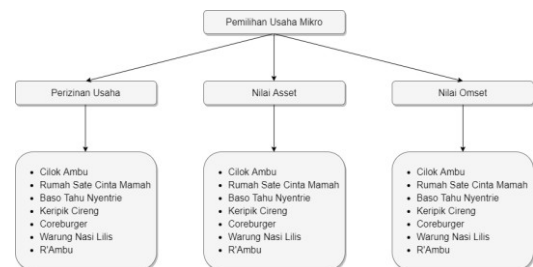 Pemilihan Usaha Mikro
Perizinan Usaha
Nilai Asset
Nilai Omset
Cilok Ambu
Rumah Sate Cinta Mamah
Baso Tahu Nyentrie
Keripik Cireng
Coreburger
Warung Nasi Lilis
R'Ambu
Cilok Ambu
Rumah Sate Cinta Mamah
Baso Tahu Nyentrie
Keripik Cireng
Coreburger
Warung Nasi Lilis
R'Ambu
Cilok Ambu
Rumah Sate Cinta Mamah
Baso Tahu Nyentrie
Keripik Cireng
Coreburger
Warung Nasi Lilis
R'Ambu